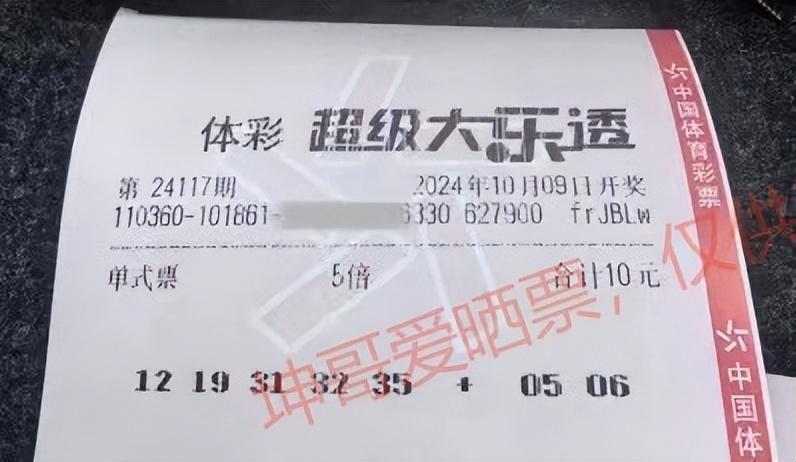 体彩 超级大乐透
第 24117期 2024年10月09日开奖
110360-101861- 6330 627900 frJBLw
单式票 5倍 合计10元
12 19 31 32 35 + 05 06
坤哥爱晒票，仅供
中国体育彩票
中国体